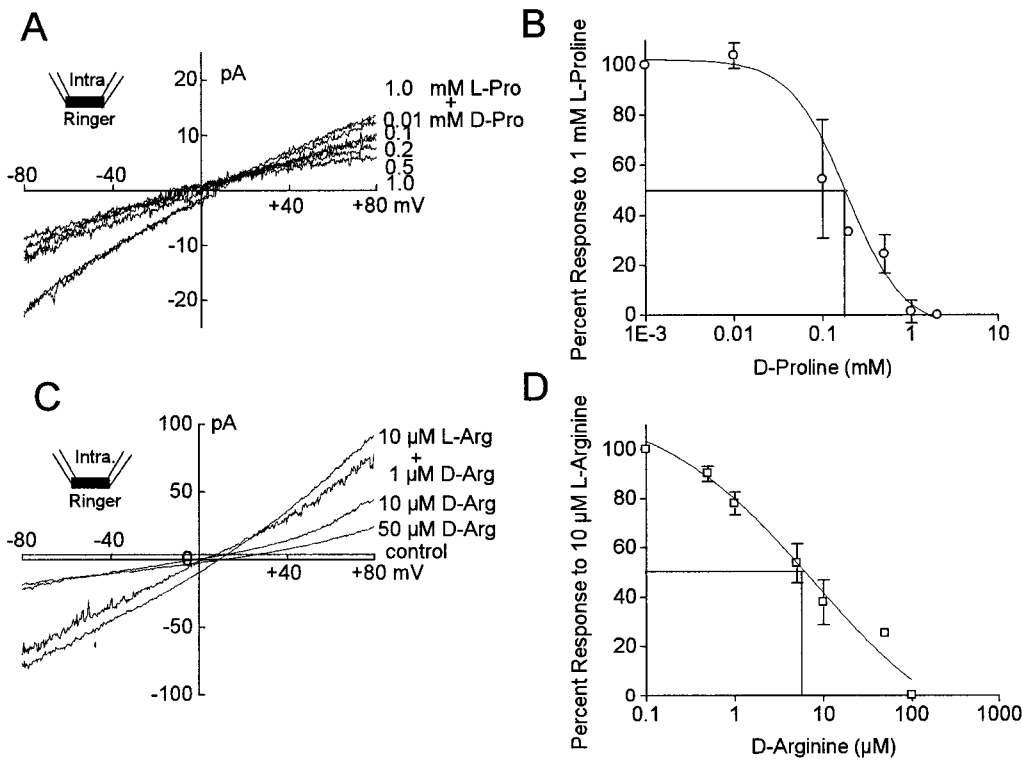 A
Intra.
Ringer
pA
20
10
-10
-20
-80
-40
+40
+80 mV
1.0 mM L-Pro
+
0.01 mM D-Pro
0.1
0.2
0.5
1.0
B
Percent Response to 1 mM L-Proline
100
80
60
40
20
0
1E-3
0.01
0.1
1
10
D-Proline (mM)
C
Intra.
Ringer
100
pA
50
0
-50
-100
-80
-40
+40
+80 mV
10 µM L-Arg
+
1 µM D-Arg
10 µM D-Arg
50 µM D-Arg
control
D
Percent Response to 10 µM L-Arginine
100
80
60
40
20
0
0.1
1
10
100
1000
D-Arginine (µM)